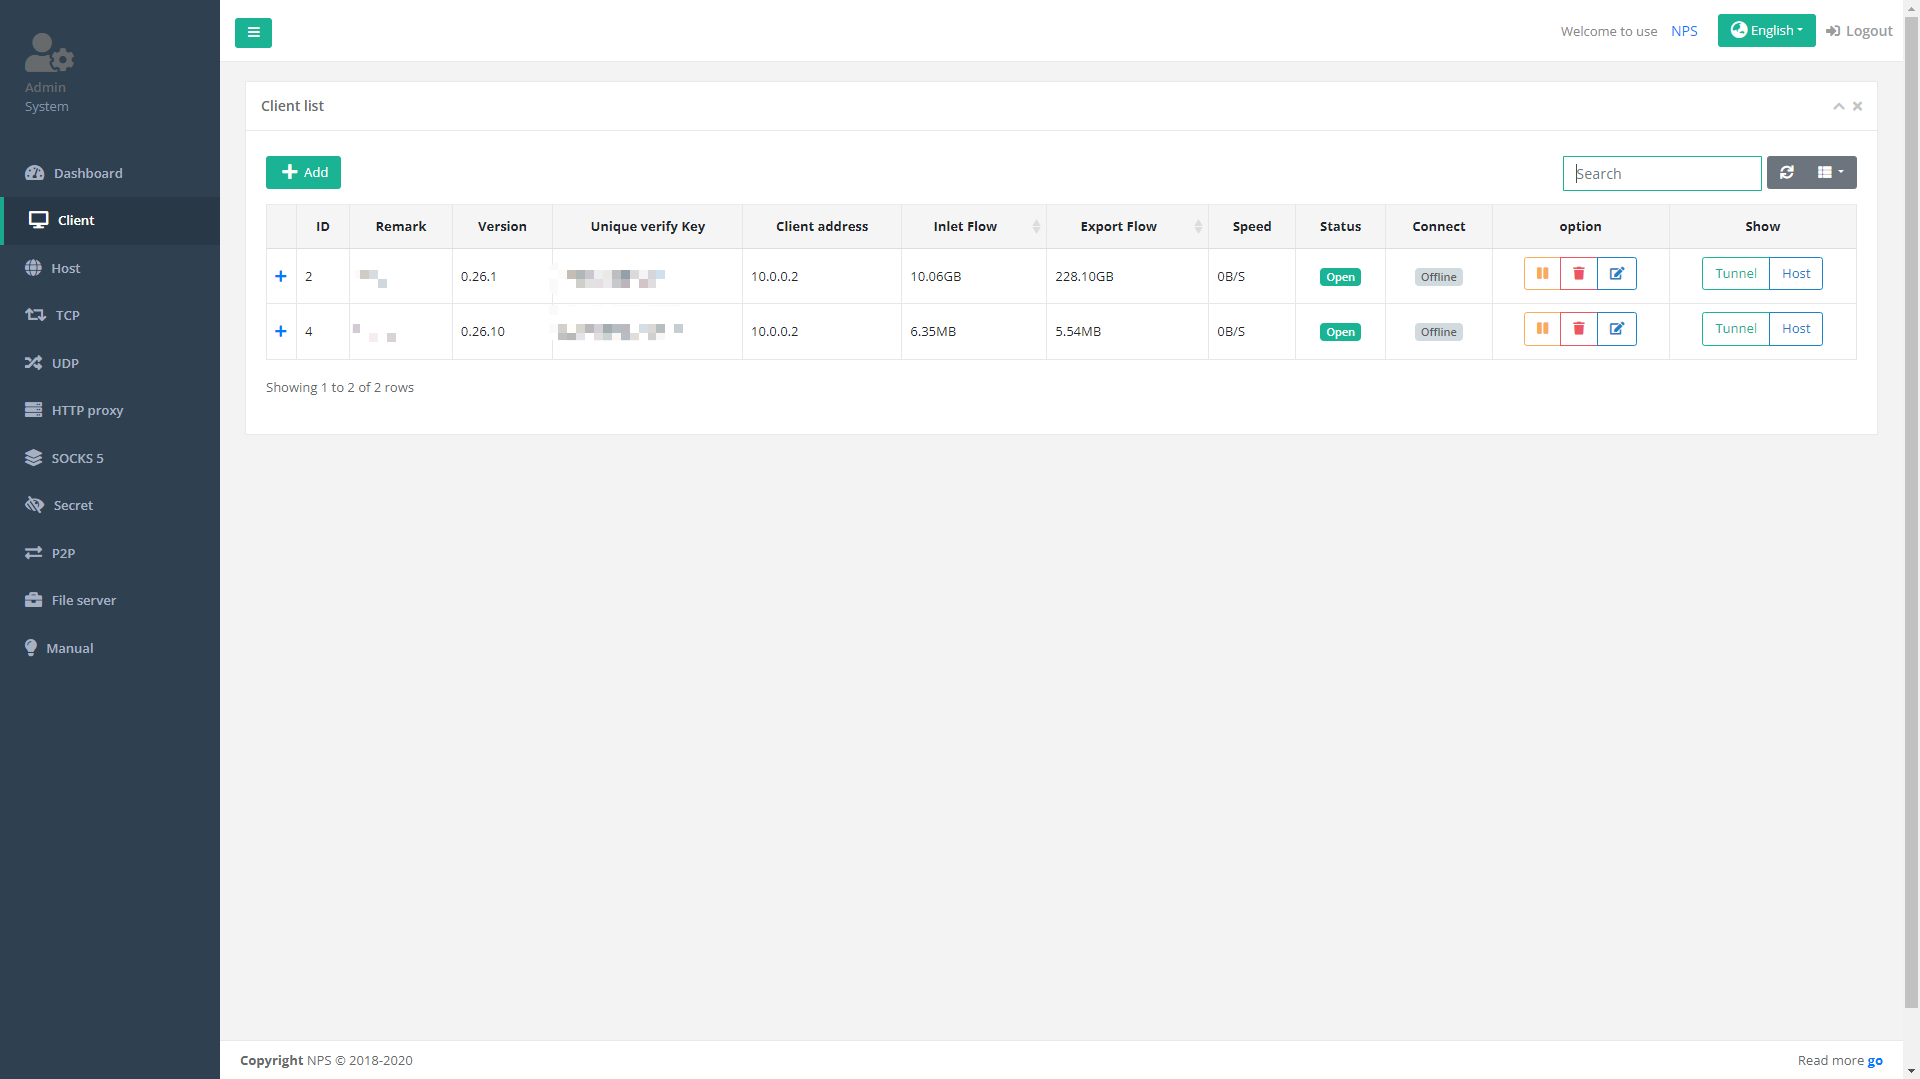 Admin
System
Dashboard
Client
Host
TCP
UDP
HTTP proxy
SOCKS 5
Secret
P2P
File server
Manual
Welcome to use NPS English Logout
Client list
Add
Search
ID Remark Version Unique verify Key Client address Inlet Flow Export Flow Speed Status Connect option Show
2 0.26.1 10.0.0.2 10.06GB 228.10GB 0B/S Open Offline Tunnel Host
4 0.26.10 10.0.0.2 6.35MB 5.54MB 0B/S Open Offline Tunnel Host
Showing 1 to 2 of 2 rows
Copyright NPS © 2018-2020
Read more go